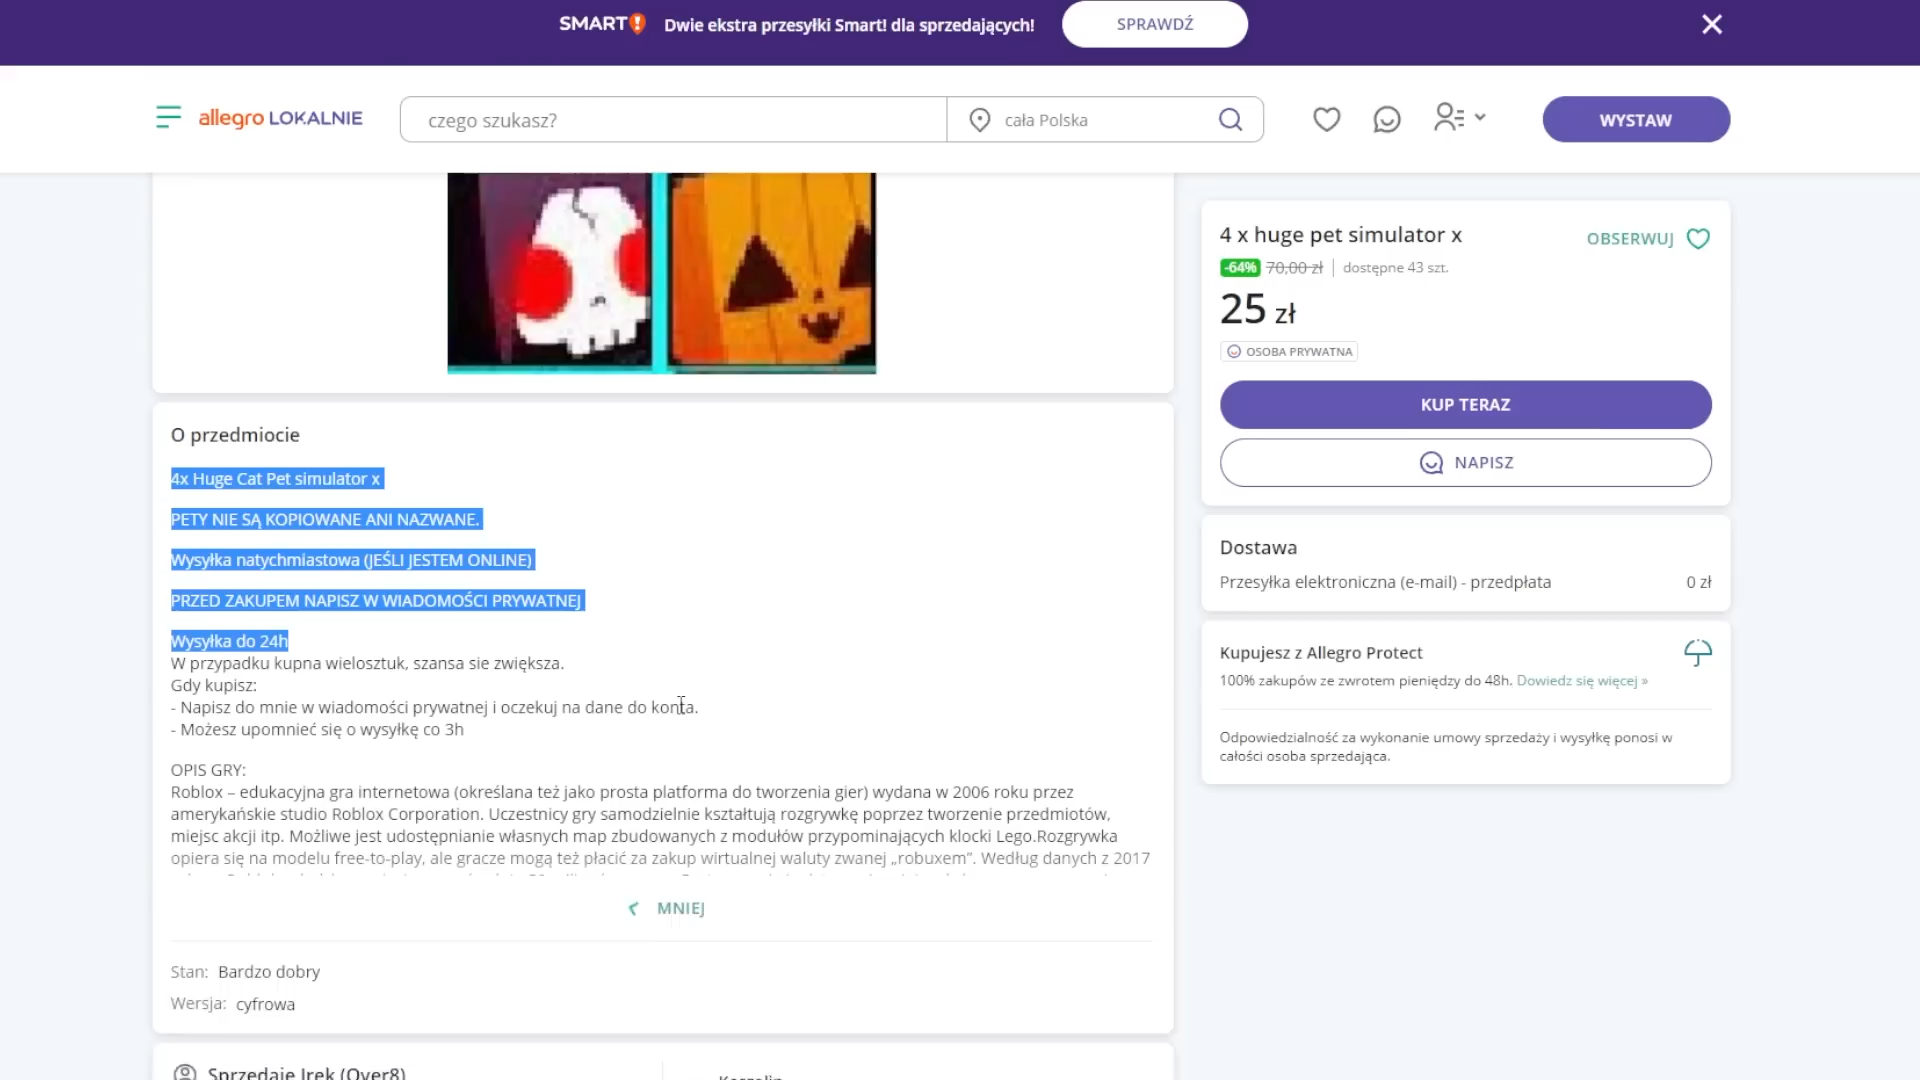 SMART! Dwie ekstra przesyłki Smart! dla sprzedających! SPRAWDŹ
allegro LOKALNIE czego szukasz? cała Polska WYSTAW
4 x huge pet simulator x OBSERWUJ
-64% 70,00 zł dostępne 43 szt.
25 zł
OSOBA PRYWATNA
KUP TERAZ
NAPISZ
Dostawa
Przesyłka elektroniczna (e-mail) - przedpłata 0 zł
Kupujesz z Allegro Protect
100% zakupów ze zwrotem pieniędzy do 48h. Dowiedz się więcej »
Odpowiedzialność za wykonanie umowy sprzedaży i wysyłkę ponosi w
całości osoba sprzedająca.
O przedmiocie
4x Huge Cat Pet simulator x
PETY NIE SĄ KOPIOWANE ANI NAZWANE.
Wysyłka natychmiastowa (JEŚLI JESTEM ONLINE)
PRZED ZAKUPEM NAPISZ W WIADOMOŚCI PRYWATNEJ
Wysyłka do 24h
W przypadku kupna wielosztuk, szansa sie zwiększa.
Gdy kupisz:
- Napisz do mnie w wiadomości prywatnej i oczekuj na dane do konta.
- Możesz upomnieć się o wysyłkę co 3h
OPIS GRY:
Roblox – edukacyjna gra internetowa (określana też jako prosta platforma do tworzenia gier) wydana w 2006 roku przez
amerykańskie studio Roblox Corporation. Uczestnicy gry samodzielnie kształtują rozgrywkę poprzez tworzenie przedmiotów,
miejsc akcji itp. Możliwe jest udostępnianie własnych map zbudowanych z modułów przypominających klocki Lego.Rozgrywka
opiera się na modelu free-to-play, ale gracze mogą też płacić za zakup wirtualnej waluty zwanej „robuxem”. Według danych z 2017
MNIEJ
Stan: Bardzo dobry
Wersja: cyfrowa
Sprzedaje Irek (Over8)